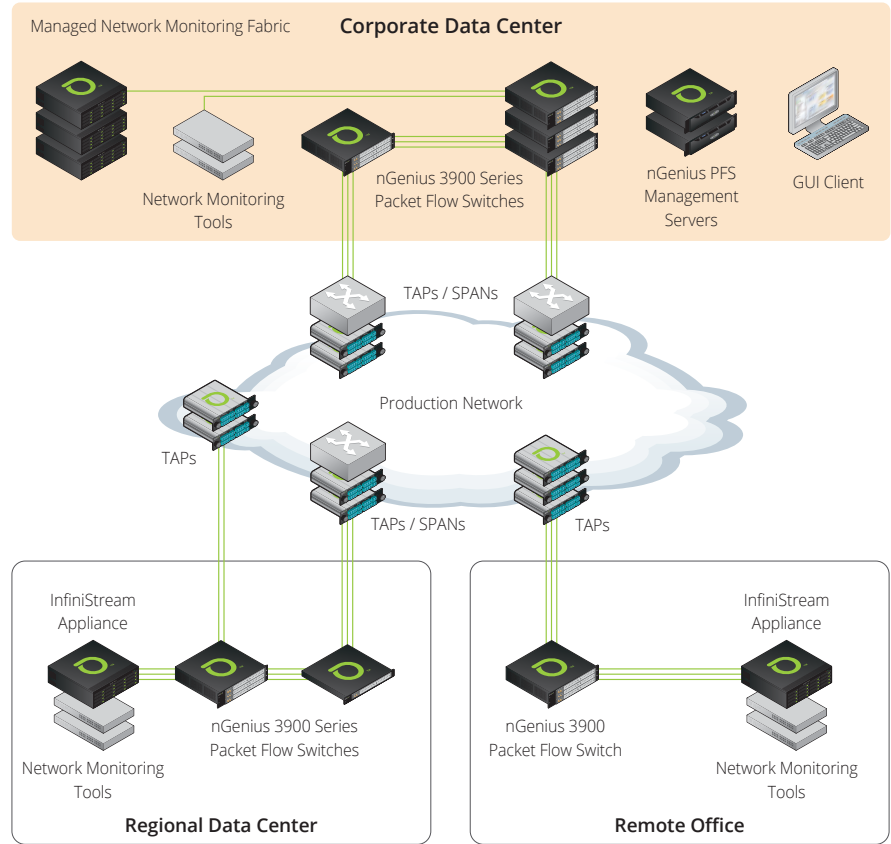 Managed Network Monitoring Fabric
Corporate Data Center
Network Monitoring
Tools
nGenius 3900 Series
Packet Flow Switches
nGenius PFS
Management
Servers
GUI Client
TAPs / SPANs
Production Network
TAPs
TAPs / SPANs
TAPs
InfiniStream
Appliance
nGenius 3900 Series
Packet Flow Switches
Network Monitoring
Tools
Regional Data Center
InfiniStream
Appliance
nGenius 3900
Packet Flow Switch
Network Monitoring
Tools
Remote Office